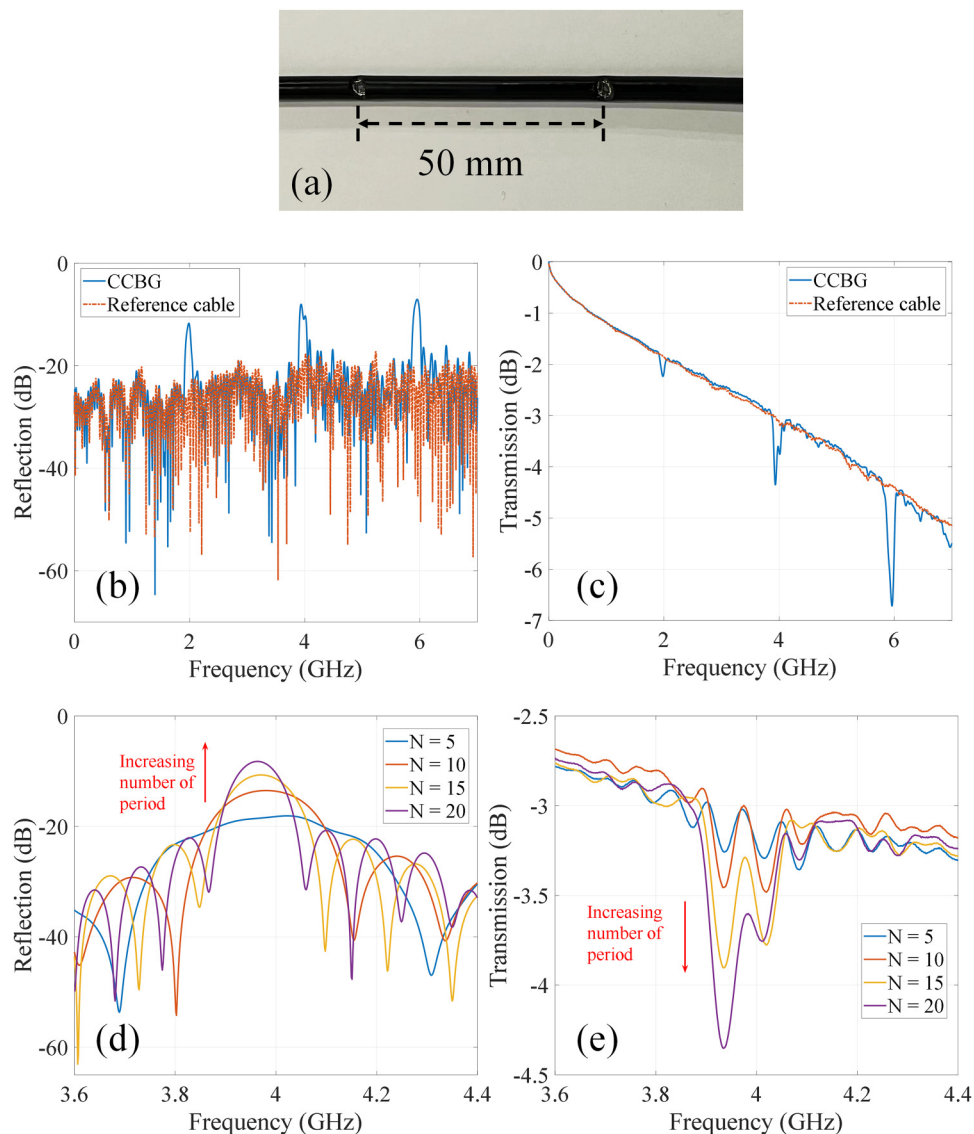 50 mm
(a)
0
-20
-40
-60
0
2
4
6
Reflection (dB)
Frequency (GHz)
CCBG
Reference cable
(b)
0
-1
-2
-3
-4
-5
-6
-7
0
2
4
6
Transmission (dB)
Frequency (GHz)
CCBG
Reference cable
(c)
0
-20
-40
-60
3.6
3.8
4
4.2
4.4
Reflection (dB)
Frequency (GHz)
Increasing
number of
period
N = 5
N = 10
N = 15
N = 20
(d)
-2.5
-3
-3.5
-4
-4.5
3.6
3.8
4
4.2
4.4
Transmission (dB)
Frequency (GHz)
Increasing
number of
period
N = 5
N = 10
N = 15
N = 20
(e)